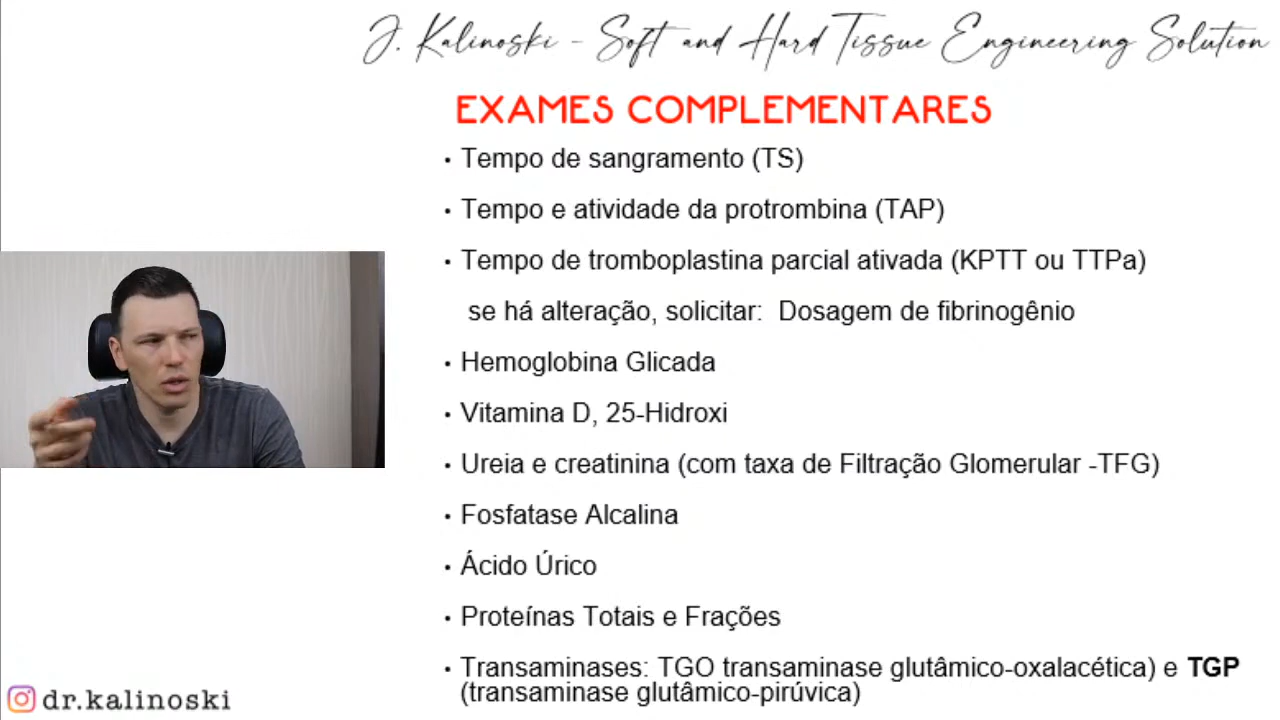 J. Kalinoski - Soft and Hard Tissue Engineering Solution
EXAMES COMPLEMENTARES
• Tempo de sangramento (TS)
• Tempo e atividade da protrombina (TAP)
• Tempo de tromboplastina parcial ativada (KPTT ou TTPa)
se há alteração, solicitar: Dosagem de fibrinogênio
• Hemoglobina Glicada
• Vitamina D, 25-Hidroxi
• Ureia e creatinina (com taxa de Filtração Glomerular -TFG)
• Fosfatase Alcalina
• Ácido Úrico
• Proteínas Totais e Frações
• Transaminases: TGO transaminase glutâmico-oxalacética) e TGP
(transaminase glutâmico-pirúvica)
dr.kalinoski